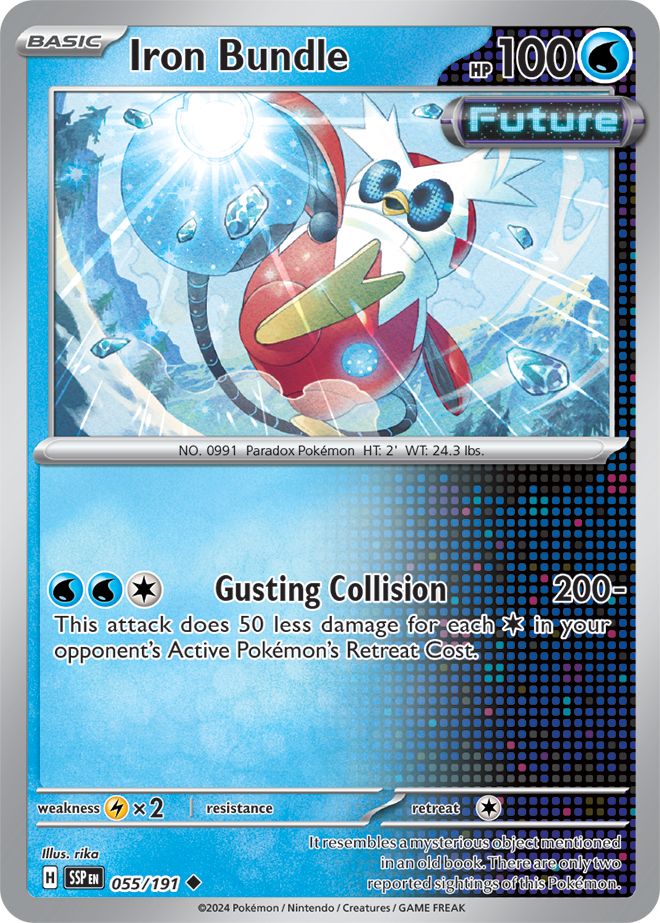 BASIC
Iron Bundle
HP 100
Future
NO. 0991 Paradox Pokémon HT: 2' WT: 24.3 lbs.
Gusting Collision 200-
This attack does 50 less damage for each in your
opponent's Active Pokémon's Retreat Cost.
weakness ×2 resistance retreat
Illus. rika
It resembles a mysterious object mentioned
in an old book. There are only two
reported sightings of this Pokémon.
H SSP EN 055/191
©2024 Pokémon / Nintendo / Creatures / GAME FREAK